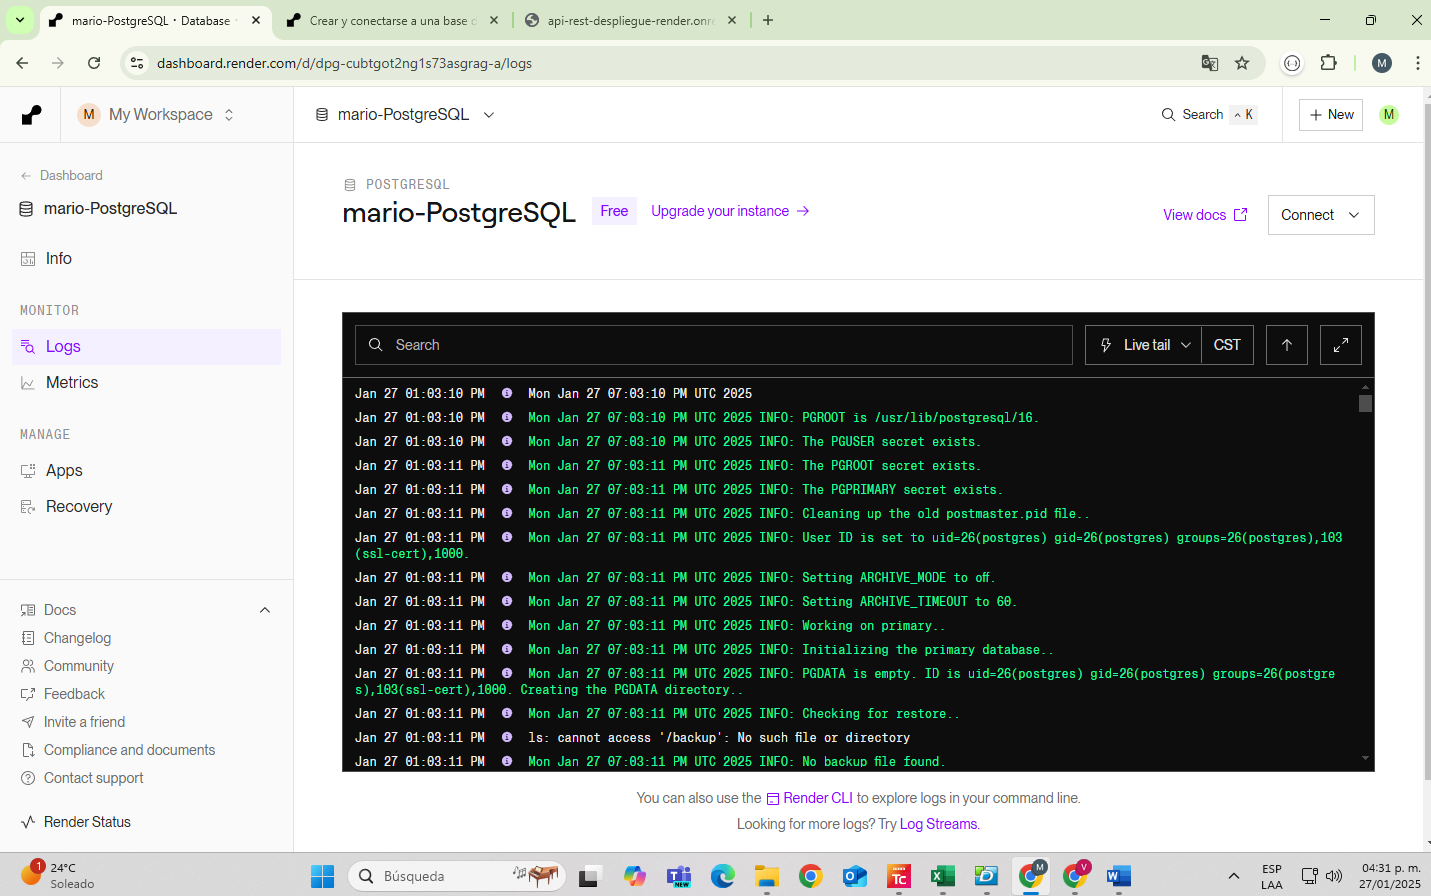 mario-PostgreSQL · Database
Crear y conectarse a una base d
api-rest-despliegue-render.onre
dashboard.render.com/d/dpg-cubtgot2ng1s73asgrag-a/logs
M
M My Workspace
mario-PostgreSQL
Search
K
New
M
Dashboard
mario-PostgreSQL
Info
MONITOR
Logs
Metrics
MANAGE
Apps
Recovery
Docs
Changelog
Community
Feedback
Invite a friend
Compliance and documents
Contact support
Render Status
POSTGRESQL
mario-PostgreSQL
Free
Upgrade your instance
View docs
Connect
Search
Live tail
CST
Jan 27 01:03:10 PM Mon Jan 27 07:03:10 PM UTC 2025
Jan 27 01:03:10 PM Mon Jan 27 07:03:10 PM UTC 2025 INFO: PGROOT is /usr/lib/postgresql/16.
Jan 27 01:03:10 PM Mon Jan 27 07:03:10 PM UTC 2025 INFO: The PGUSER secret exists.
Jan 27 01:03:11 PM Mon Jan 27 07:03:11 PM UTC 2025 INFO: The PGROOT secret exists.
Jan 27 01:03:11 PM Mon Jan 27 07:03:11 PM UTC 2025 INFO: The PGPRIMARY secret exists.
Jan 27 01:03:11 PM Mon Jan 27 07:03:11 PM UTC 2025 INFO: Cleaning up the old postmaster.pid file..
Jan 27 01:03:11 PM Mon Jan 27 07:03:11 PM UTC 2025 INFO: User ID is set to uid=26(postgres) gid=26(postgres) groups=26(postgres),103
(ssl-cert),1000.
Jan 27 01:03:11 PM Mon Jan 27 07:03:11 PM UTC 2025 INFO: Setting ARCHIVE_MODE to off.
Jan 27 01:03:11 PM Mon Jan 27 07:03:11 PM UTC 2025 INFO: Setting ARCHIVE_TIMEOUT to 60.
Jan 27 01:03:11 PM Mon Jan 27 07:03:11 PM UTC 2025 INFO: Working on primary..
Jan 27 01:03:11 PM Mon Jan 27 07:03:11 PM UTC 2025 INFO: Initializing the primary database..
Jan 27 01:03:11 PM Mon Jan 27 07:03:11 PM UTC 2025 INFO: PGDATA is empty. ID is uid=26(postgres) gid=26(postgres) groups=26(postgre
s),103(ssl-cert),1000. Creating the PGDATA directory..
Jan 27 01:03:11 PM Mon Jan 27 07:03:11 PM UTC 2025 INFO: Checking for restore..
Jan 27 01:03:11 PM ls: cannot access '/backup': No such file or directory
Jan 27 01:03:11 PM Mon Jan 27 07:03:11 PM UTC 2025 INFO: No backup file found.
You can also use the Render CLI to explore logs in your command line.
Looking for more logs? Try Log Streams.
1
24°C
Soleado
Búsqueda
NEW
Tc
M
V
ESP
LAA
04:31 p. m.
27/01/2025